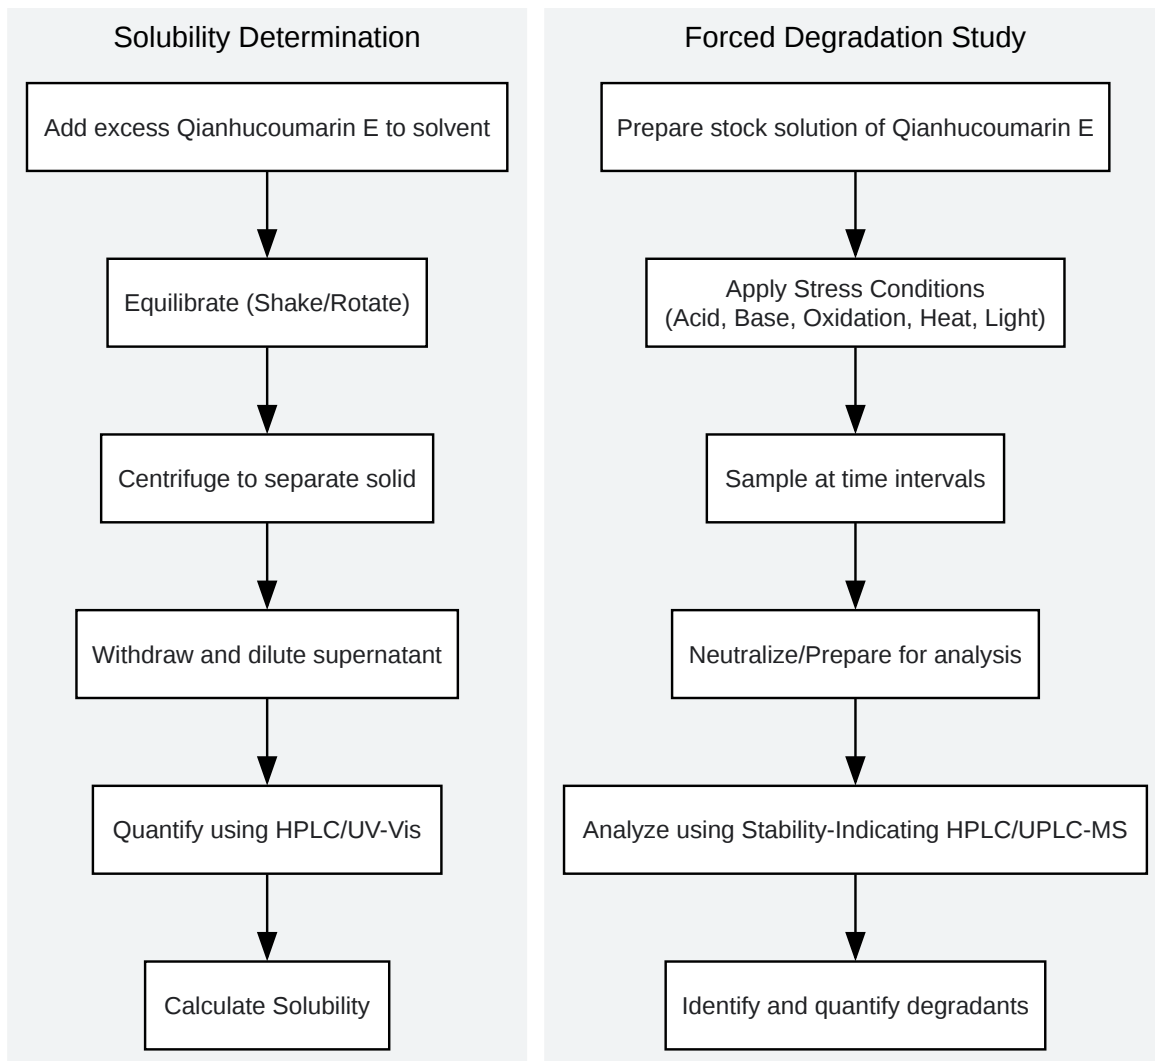 Solubility Determination
Add excess Qianhucoumarin E to solvent
Equilibrate (Shake/Rotate)
Centrifuge to separate solid
Withdraw and dilute supernatant
Quantify using HPLC/UV-Vis
Calculate Solubility
Forced Degradation Study
Prepare stock solution of Qianhucoumarin E
Apply Stress Conditions
(Acid, Base, Oxidation, Heat, Light)
Sample at time intervals
Neutralize/Prepare for analysis
Analyze using Stability-Indicating HPLC/UPLC-MS
Identify and quantify degradants